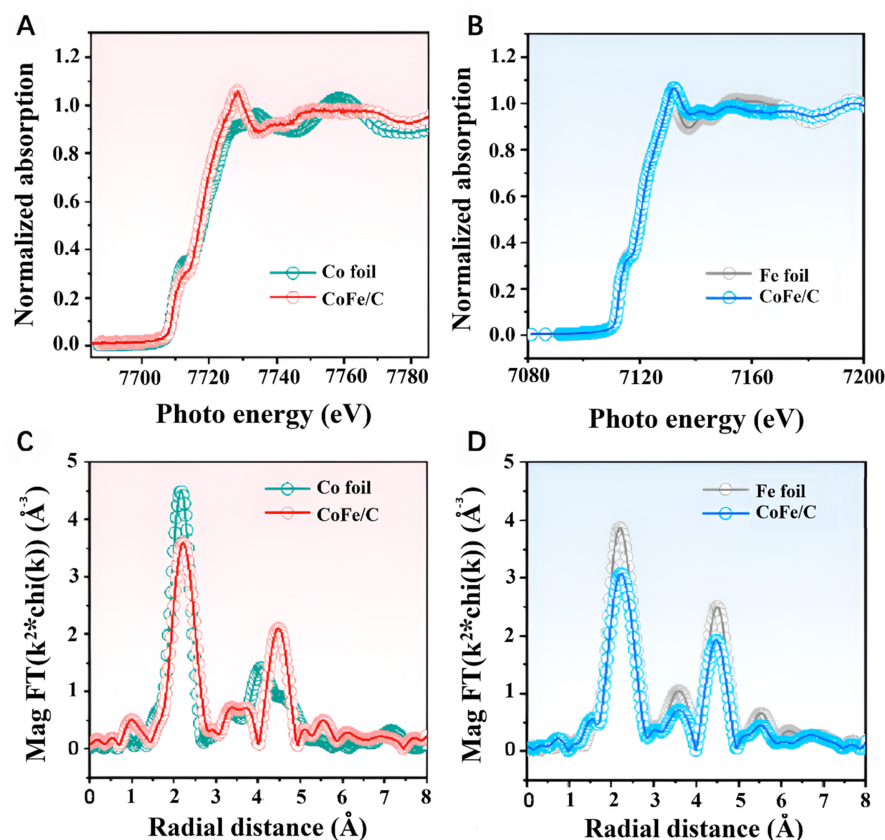 A
Normalized absorption
1.2
1.0
0.8
0.6
0.4
0.2
0.0
Co foil
CoFe/C
7700 7720 7740 7760 7780
Photo energy (eV)
B
Normalized absorption
1.2
1.0
0.8
0.6
0.4
0.2
0.0
Fe foil
CoFe/C
7080 7120 7160 7200
Photo energy (eV)
C
Mag FT(k²*chi(k)) (Å⁻³)
5
4
3
2
1
0
Co foil
CoFe/C
0 1 2 3 4 5 6 7 8
Radial distance (Å)
D
Mag FT(k²*chi(k)) (Å⁻³)
5
4
3
2
1
0
Fe foil
CoFe/C
0 1 2 3 4 5 6 7 8
Radial distance (Å)